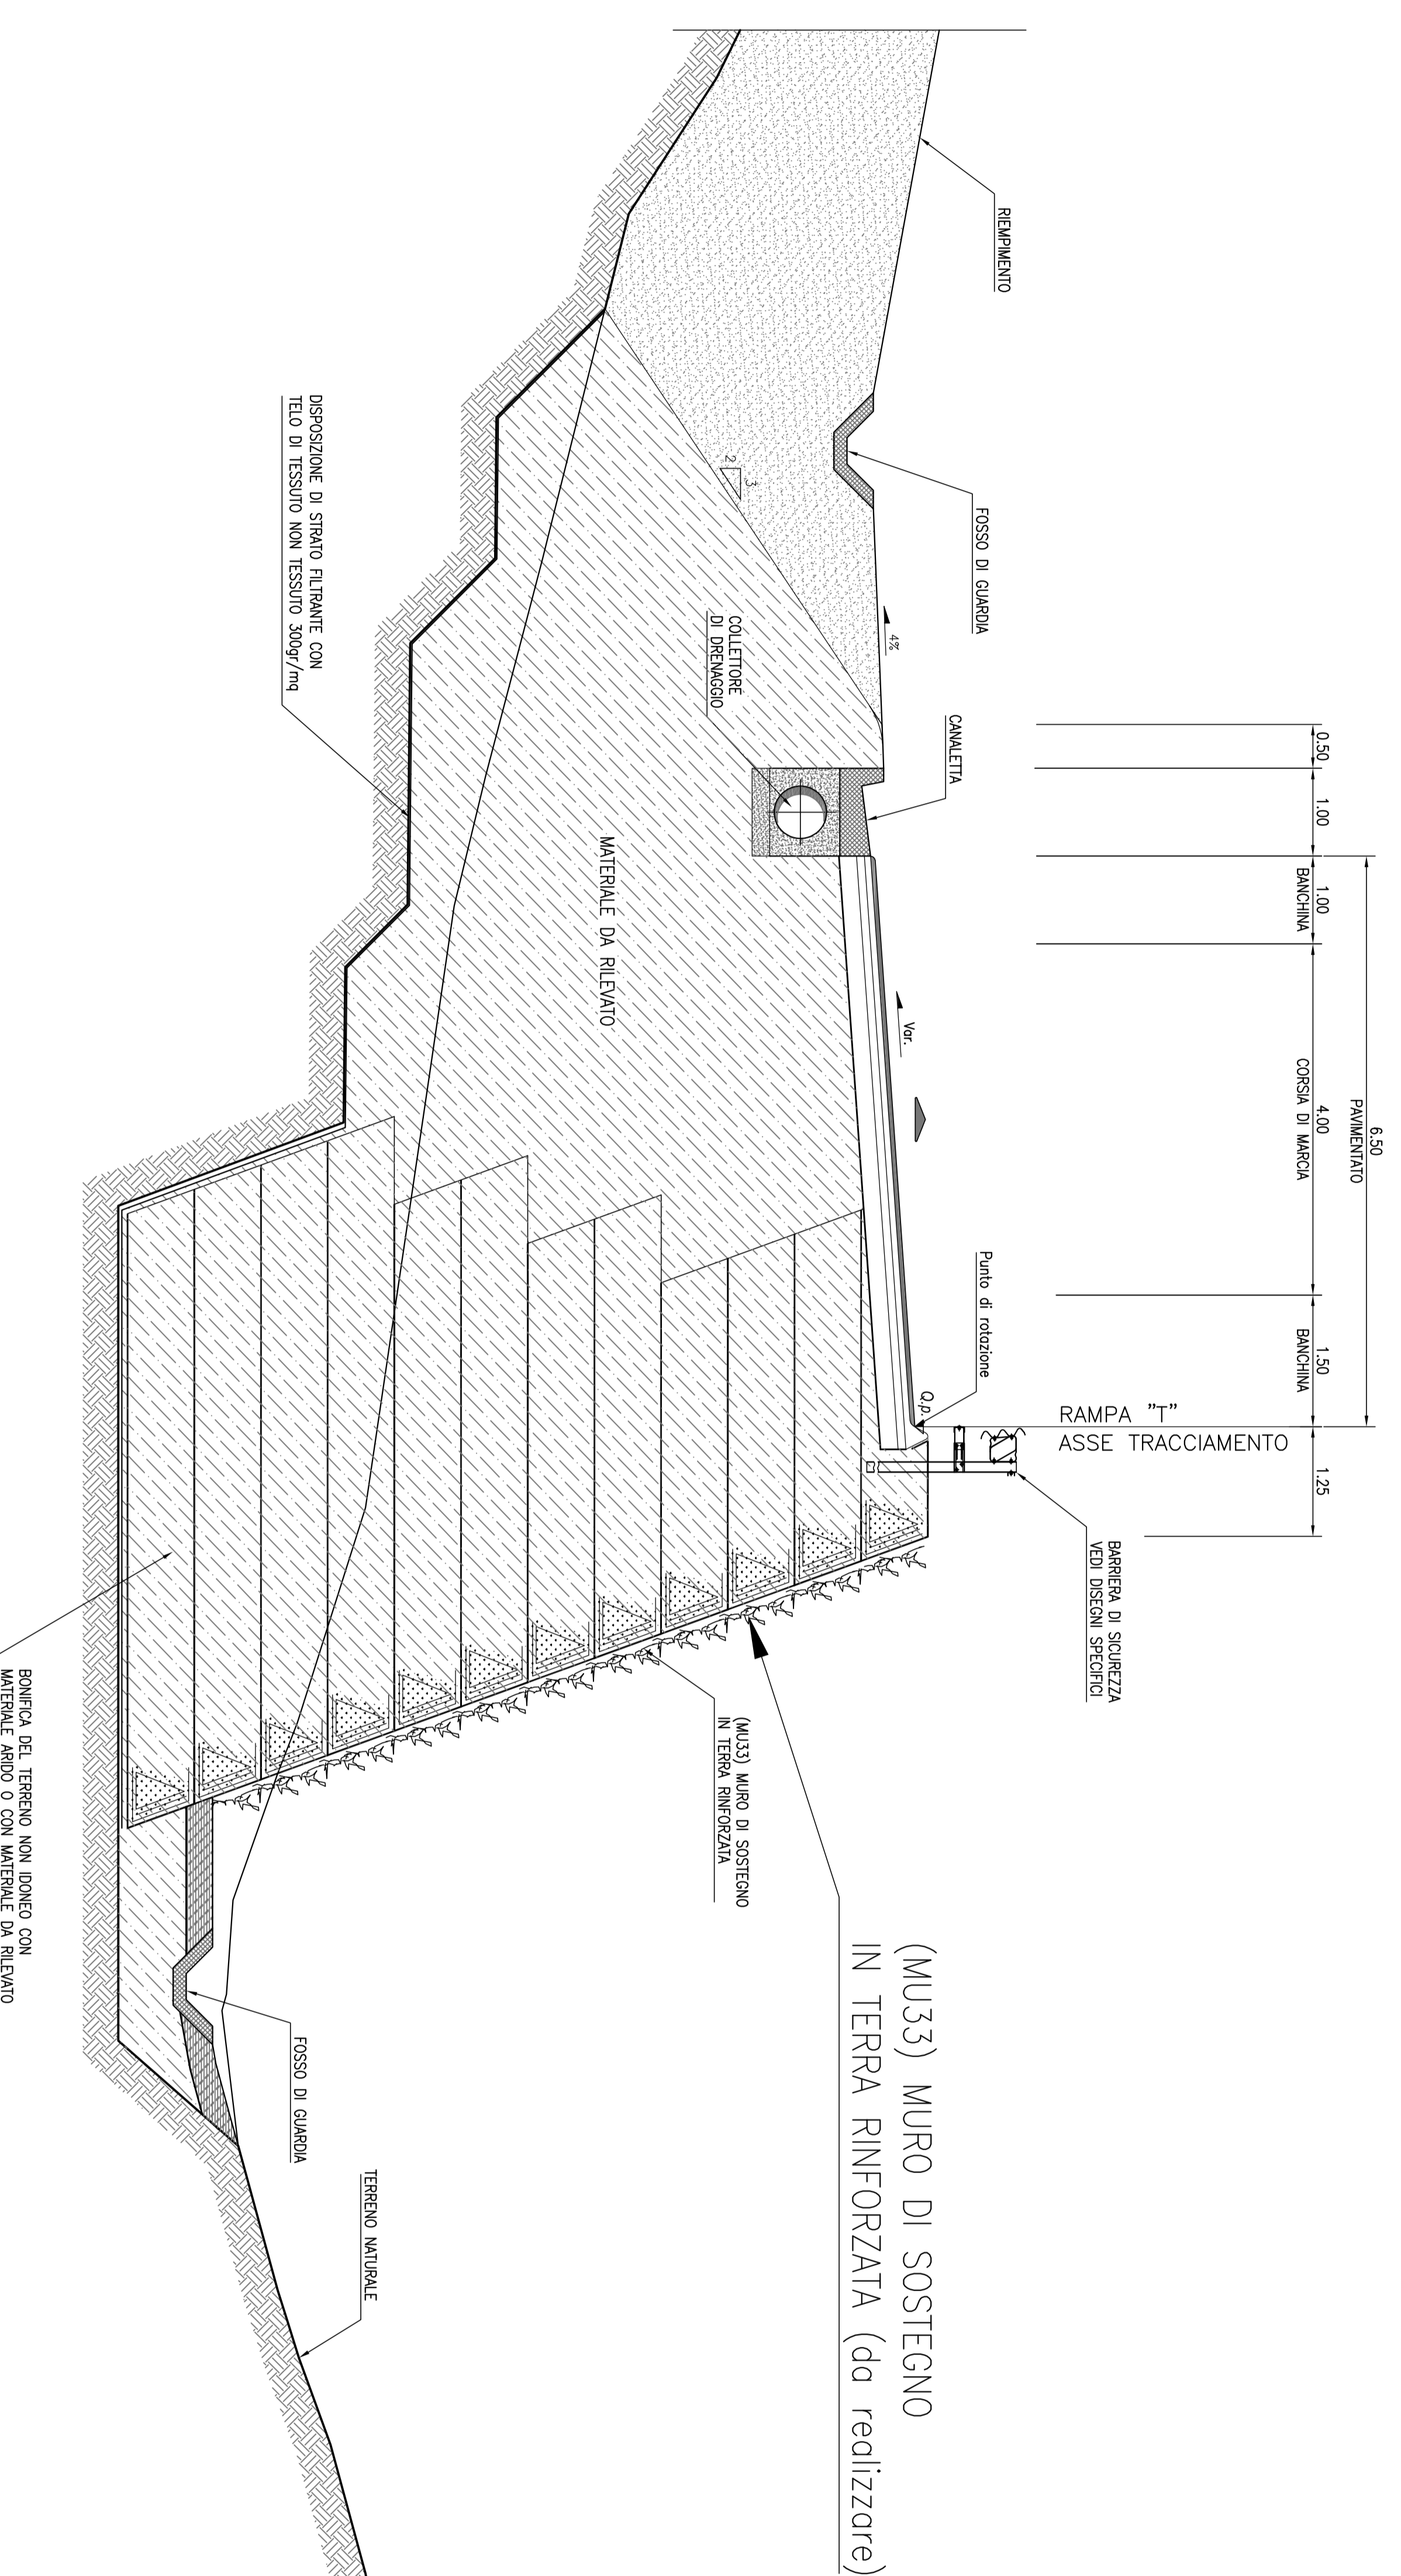 6.50
PAVIMENTATO
0.50
1.00
1.00
BANCHINA
4.00
CORSIA DI MARCIA
1.50
BANCHINA
1.25
RAMPA "T"
ASSE TRACCIAMENTO
BARRIERA DI SICUREZZA
VEDI DISEGNI SPECIFICI
RIEMPIMENTO
FOSSO DI GUARDIA
4%
CANALETTA
Var.
Punto di rotazione
Q.p.
2
3
COLLETTORE
DI DRENAGGIO
MATERIALE DA RILEVATO
(MU33) MURO DI SOSTEGNO
IN TERRA RINFORZATA (da realizzare)
(MU33) MURO DI SOSTEGNO
IN TERRA RINFORZATA
DISPOSIZIONE DI STRATO FILTRANTE CON
TELO DI TESSUTO NON TESSUTO 300gr/mq
FOSSO DI GUARDIA
TERRENO NATURALE
BONIFICA DEL TERRENO NON IDONEO CON
MATERIALE ARIDO O CON MATERIALE DA RILEVATO